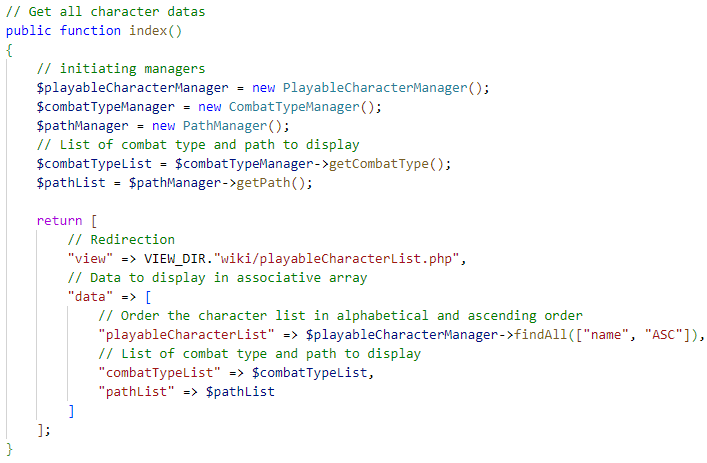 // Get all character datas
public function index()
{
    // initiating managers
    $playableCharacterManager = new PlayableCharacterManager();
    $combatTypeManager = new CombatTypeManager();
    $pathManager = new PathManager();
    // List of combat type and path to display
    $combatTypeList = $combatTypeManager->getCombatType();
    $pathList = $pathManager->getPath();

    return [
        // Redirection
        "view" => VIEW_DIR."wiki/playableCharacterList.php",
        // Data to display in associative array
        "data" => [
            // Order the character list in alphabetical and ascending order
            "playableCharacterList" => $playableCharacterManager->findAll(["name", "ASC"]),
            // List of combat type and path to display
            "combatTypeList" => $combatTypeList,
            "pathList" => $pathList
        ]
    ];
}